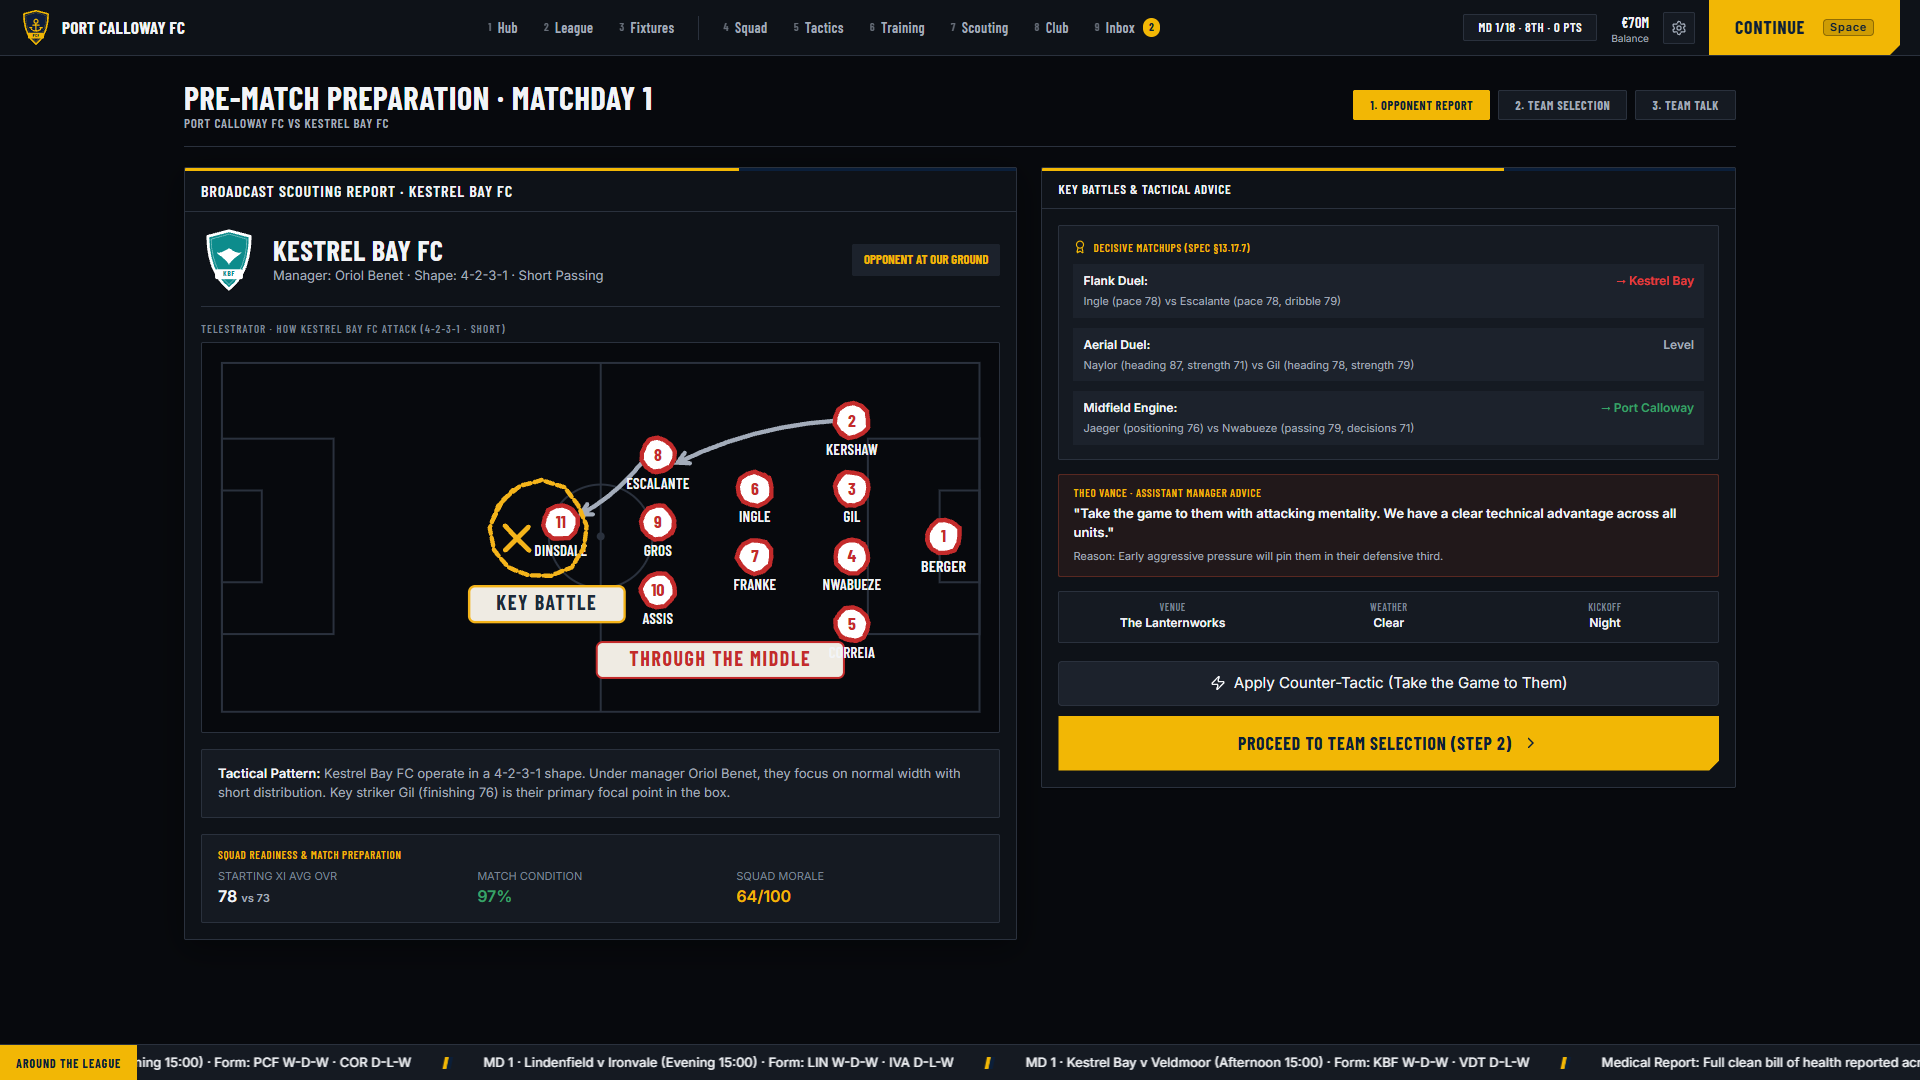 PORT CALLOWAY FC
1 Hub
2 League
3 Fixtures
4 Squad
5 Tactics
6 Training
7 Scouting
8 Club
9 Inbox 2
MD 1/18 · 8TH · 0 PTS
€70M
Balance
CONTINUE Space
PRE-MATCH PREPARATION · MATCHDAY 1
PORT CALLOWAY FC VS KESTREL BAY FC
1. OPPONENT REPORT
2. TEAM SELECTION
3. TEAM TALK
BROADCAST SCOUTING REPORT · KESTREL BAY FC
KBF
KESTREL BAY FC
Manager: Oriol Benet · Shape: 4-2-3-1 · Short Passing
OPPONENT AT OUR GROUND
TELESTRATOR · HOW KESTREL BAY FC ATTACK (4-2-3-1 · SHORT)
2
KERSHAW
8
ESCALANTE
6
INGLE
3
GIL
11
DINSDALE
9
GROS
1
BERGER
7
FRANKE
4
NWABUEZE
KEY BATTLE
10
ASSIS
5
CORREIA
THROUGH THE MIDDLE
Tactical Pattern: Kestrel Bay FC operate in a 4-2-3-1 shape. Under manager Oriol Benet, they focus on normal width with
short distribution. Key striker Gil (finishing 76) is their primary focal point in the box.
SQUAD READINESS & MATCH PREPARATION
STARTING XI AVG OVR
78 vs 73
MATCH CONDITION
97%
SQUAD MORALE
64/100
KEY BATTLES & TACTICAL ADVICE
DECISIVE MATCHUPS (SPEC §13.17.7)
Flank Duel: → Kestrel Bay
Ingle (pace 78) vs Escalante (pace 78, dribble 79)
Aerial Duel: Level
Naylor (heading 87, strength 71) vs Gil (heading 78, strength 79)
Midfield Engine: → Port Calloway
Jaeger (positioning 76) vs Nwabueze (passing 79, decisions 71)
THEO VANCE · ASSISTANT MANAGER ADVICE
"Take the game to them with attacking mentality. We have a clear technical advantage across all
units."
Reason: Early aggressive pressure will pin them in their defensive third.
VENUE
The Lanternworks
WEATHER
Clear
KICKOFF
Night
Apply Counter-Tactic (Take the Game to Them)
PROCEED TO TEAM SELECTION (STEP 2) >
AROUND THE LEAGUE
ning 15:00) · Form: PCF W-D-W · COR D-L-W // MD 1 · Lindenfield v Ironvale (Evening 15:00) · Form: LIN W-D-W · IVA D-L-W // MD 1 · Kestrel Bay v Veldmoor (Afternoon 15:00) · Form: KBF W-D-W · VDT D-L-W // Medical Report: Full clean bill of health reported acr